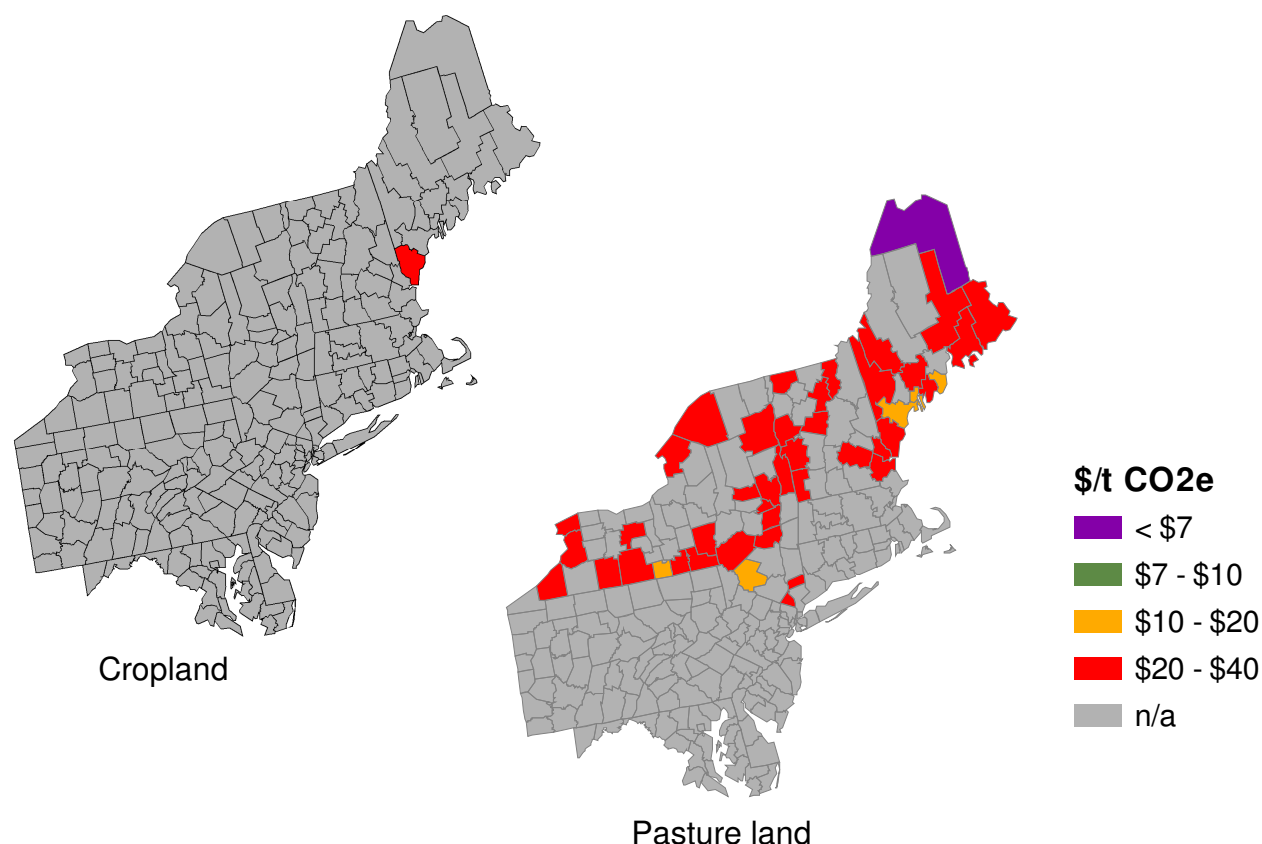 $/t CO2e
< $7
$7 - $10
$10 - $20
$20 - $40
n/a
Cropland
Pasture land